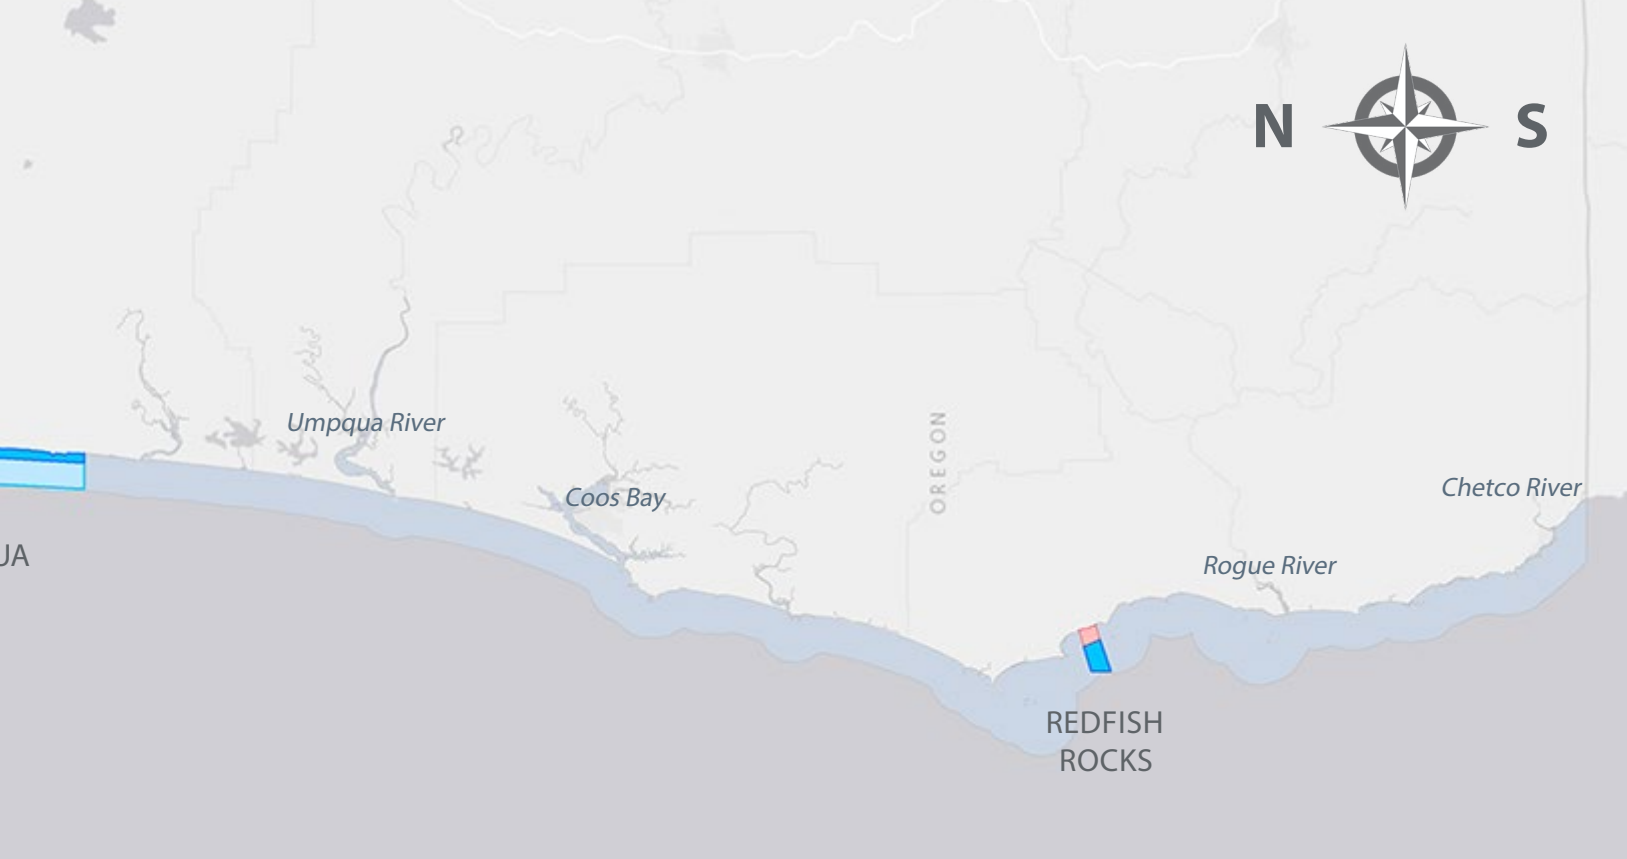 N S
Umpqua River
Coos Bay
OREGON
Chetco River
UA
Rogue River
REDFISH
ROCKS